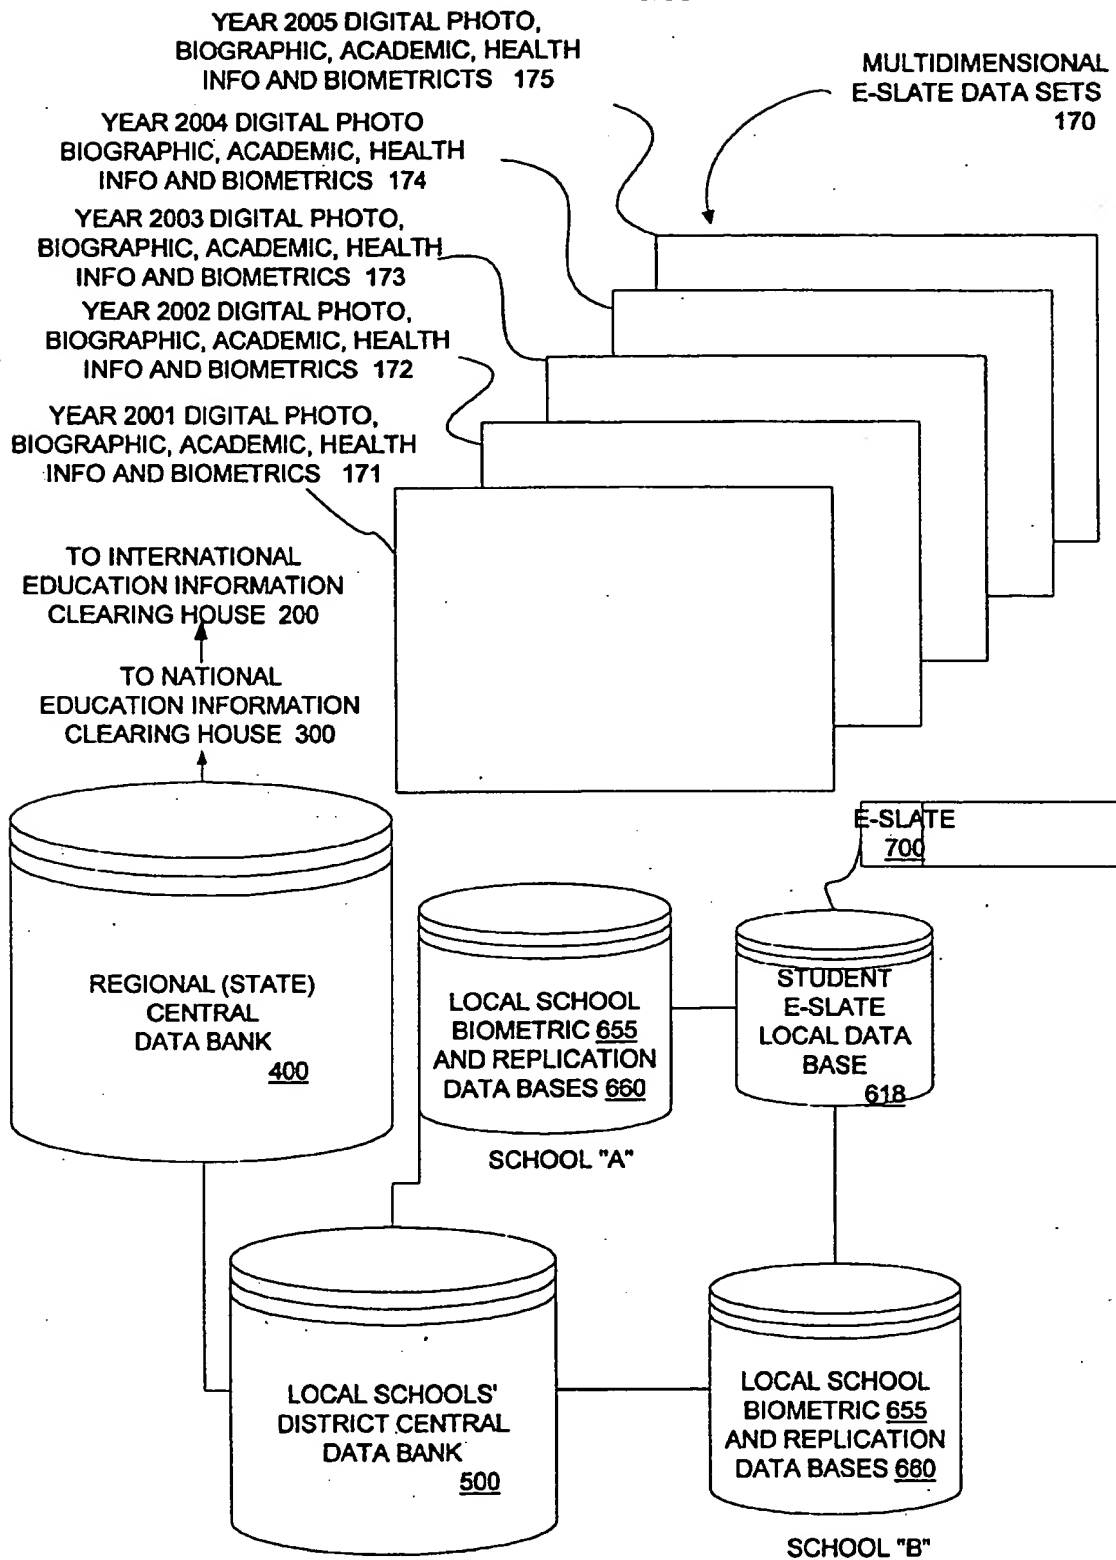 YEAR 2005 DIGITAL PHOTO,
BIOGRAPHIC, ACADEMIC, HEALTH
INFO AND BIOMETRICTS 175
MULTIDIMENSIONAL
E-SLATE DATA SETS
170
YEAR 2004 DIGITAL PHOTO
BIOGRAPHIC, ACADEMIC, HEALTH
INFO AND BIOMETRICS 174
YEAR 2003 DIGITAL PHOTO,
BIOGRAPHIC, ACADEMIC, HEALTH
INFO AND BIOMETRICS 173
YEAR 2002 DIGITAL PHOTO,
BIOGRAPHIC, ACADEMIC, HEALTH
INFO AND BIOMETRICS 172
YEAR 2001 DIGITAL PHOTO,
BIOGRAPHIC, ACADEMIC, HEALTH
INFO AND BIOMETRICS 171
TO INTERNATIONAL
EDUCATION INFORMATION
CLEARING HOUSE 200
TO NATIONAL
EDUCATION INFORMATION
CLEARING HOUSE 300
E-SLATE
700
REGIONAL (STATE)
CENTRAL
DATA BANK
400
LOCAL SCHOOL
BIOMETRIC 655
AND REPLICATION
DATA BASES 660
SCHOOL "A"
STUDENT
E-SLATE
LOCAL DATA
BASE
618
LOCAL SCHOOLS'
DISTRICT CENTRAL
DATA BANK
500
LOCAL SCHOOL
BIOMETRIC 655
AND REPLICATION
DATA BASES 660
SCHOOL "B"